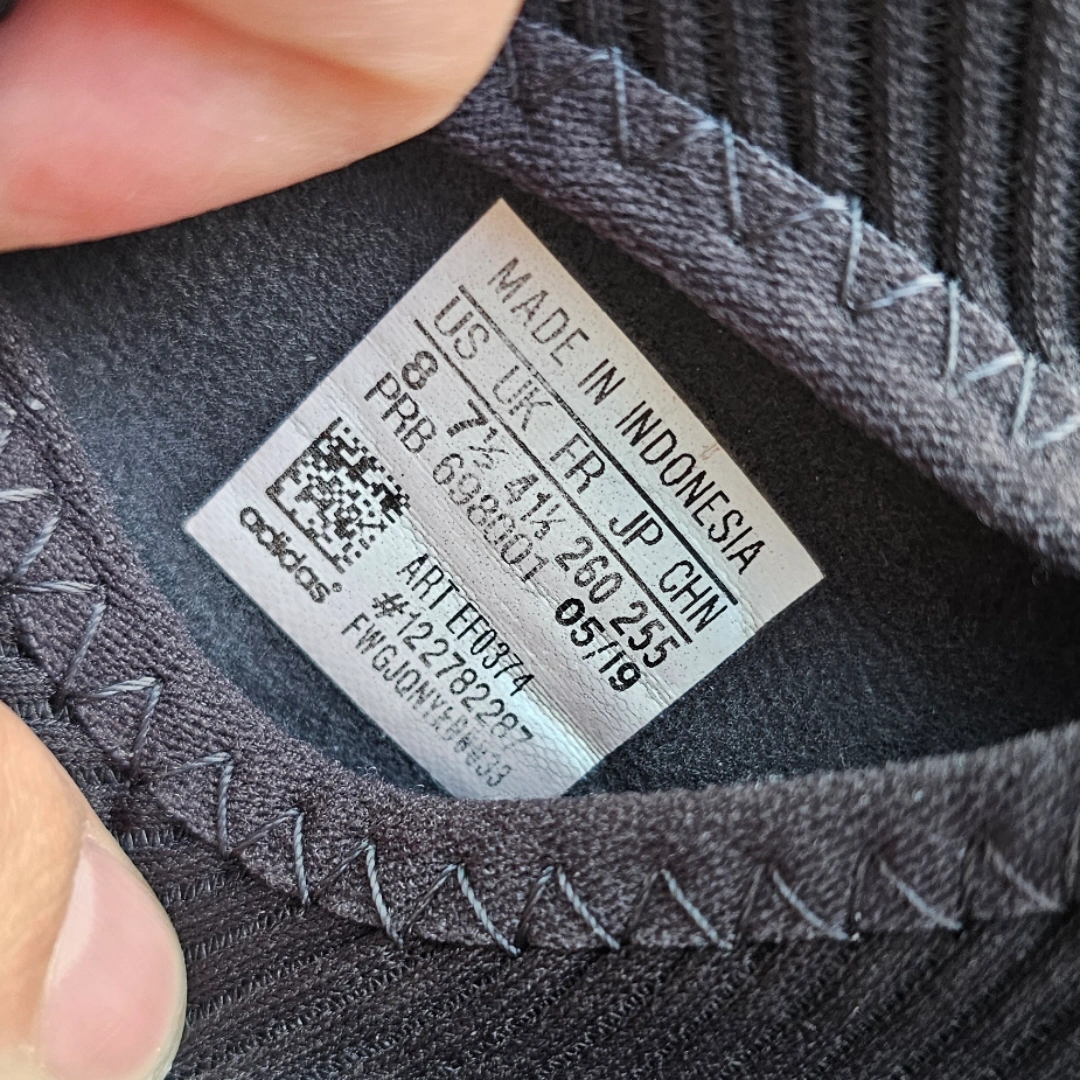 MADE IN INDONESIA
US UK FR JP CHN
8 7½ 41⅓ 260 255
PRB 698001 05/19
ART EF0374
#122782287
adidas®